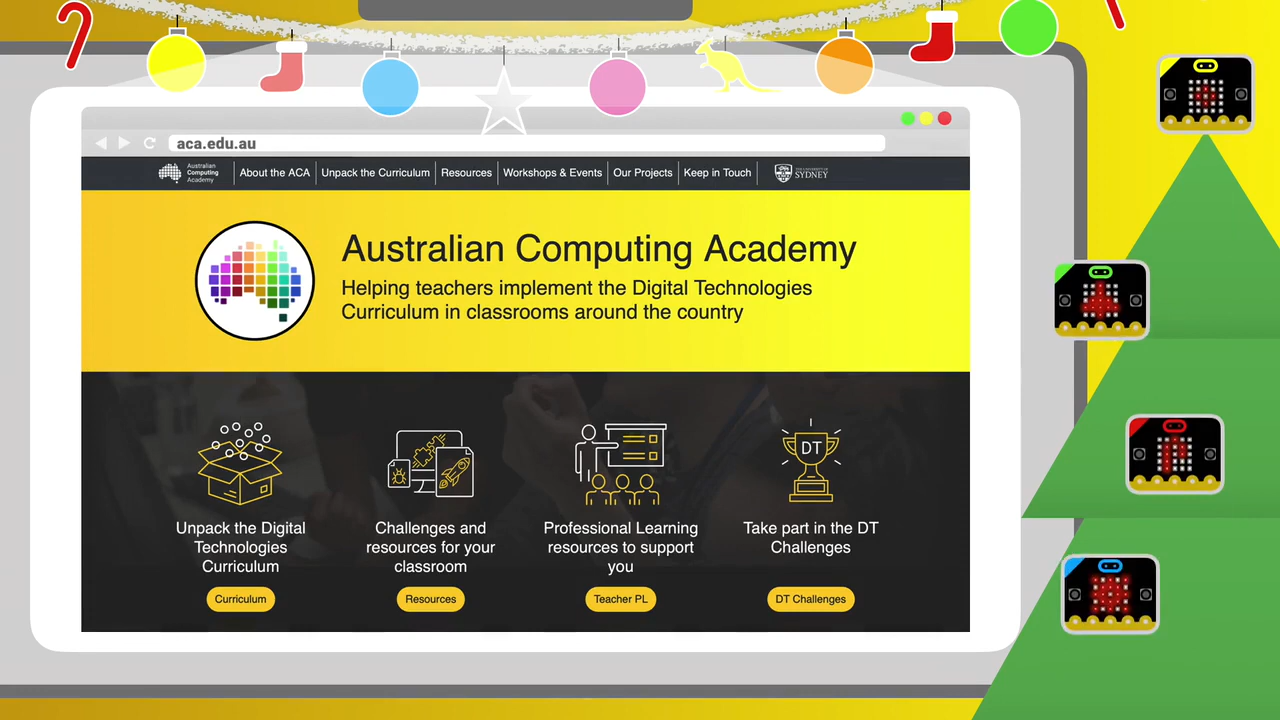 aca.edu.au
Australian
Computing
Academy
About the ACA
Unpack the Curriculum
Resources
Workshops & Events
Our Projects
Keep in Touch
THE UNIVERSITY OF
SYDNEY
Australian Computing Academy
Helping teachers implement the Digital Technologies
Curriculum in classrooms around the country
DT
Unpack the Digital
Technologies
Curriculum
Challenges and
resources for your
classroom
Professional Learning
resources to support
you
Take part in the DT
Challenges
Curriculum
Resources
Teacher PL
DT Challenges